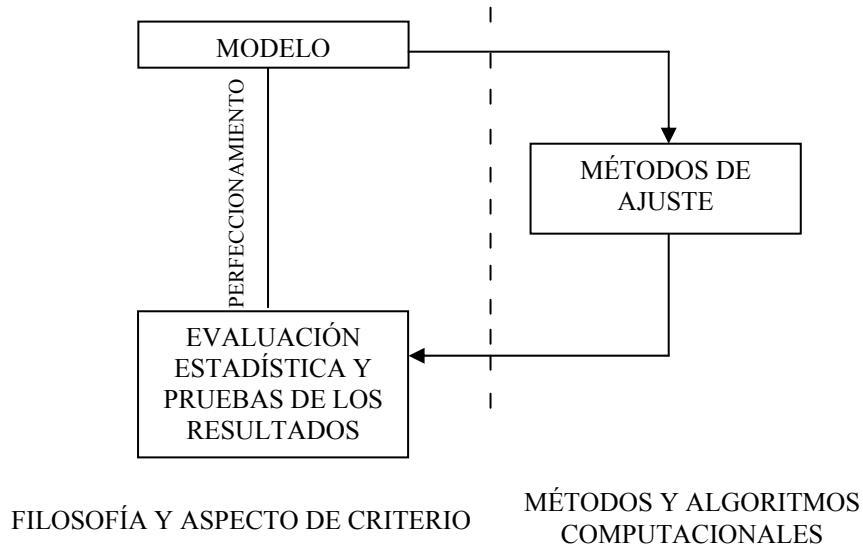 MODELO
PERFECCIONAMIENTO
MÉTODOS DE
AJUSTE
EVALUACIÓN
ESTADÍSTICA Y
PRUEBAS DE LOS
RESULTADOS
FILOSOFÍA Y ASPECTO DE CRITERIO
MÉTODOS Y ALGORITMOS
COMPUTACIONALES